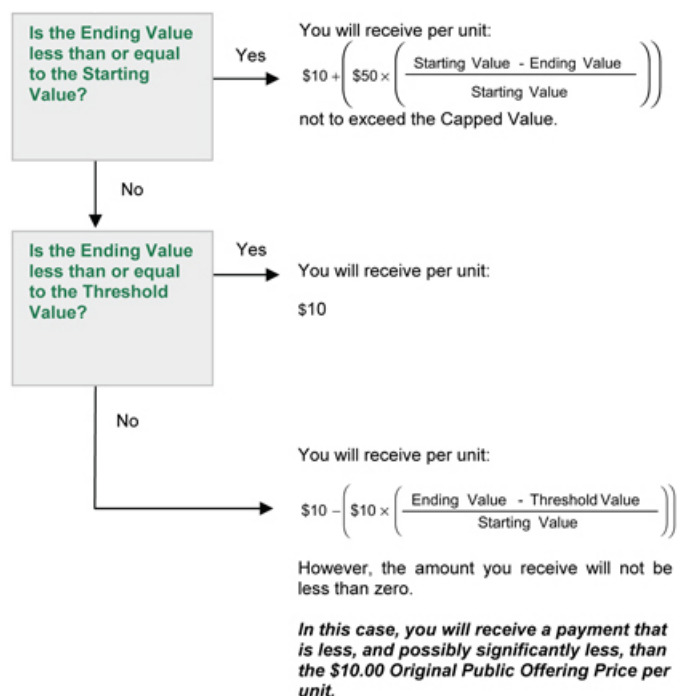 Is the Ending Value
less than or equal
to the Starting
Value?
Yes
You will receive per unit:
$10 + ( $50 × ( Starting Value - Ending Value
Starting Value ) )
not to exceed the Capped Value.
No
Is the Ending Value
less than or equal
to the Threshold
Value?
Yes
You will receive per unit:
$10
No
You will receive per unit:
$10 – ( $10 × ( Ending Value - Threshold Value
Starting Value ) )
However, the amount you receive will not be
less than zero.
In this case, you will receive a payment that
is less, and possibly significantly less, than
the $10.00 Original Public Offering Price per
unit.